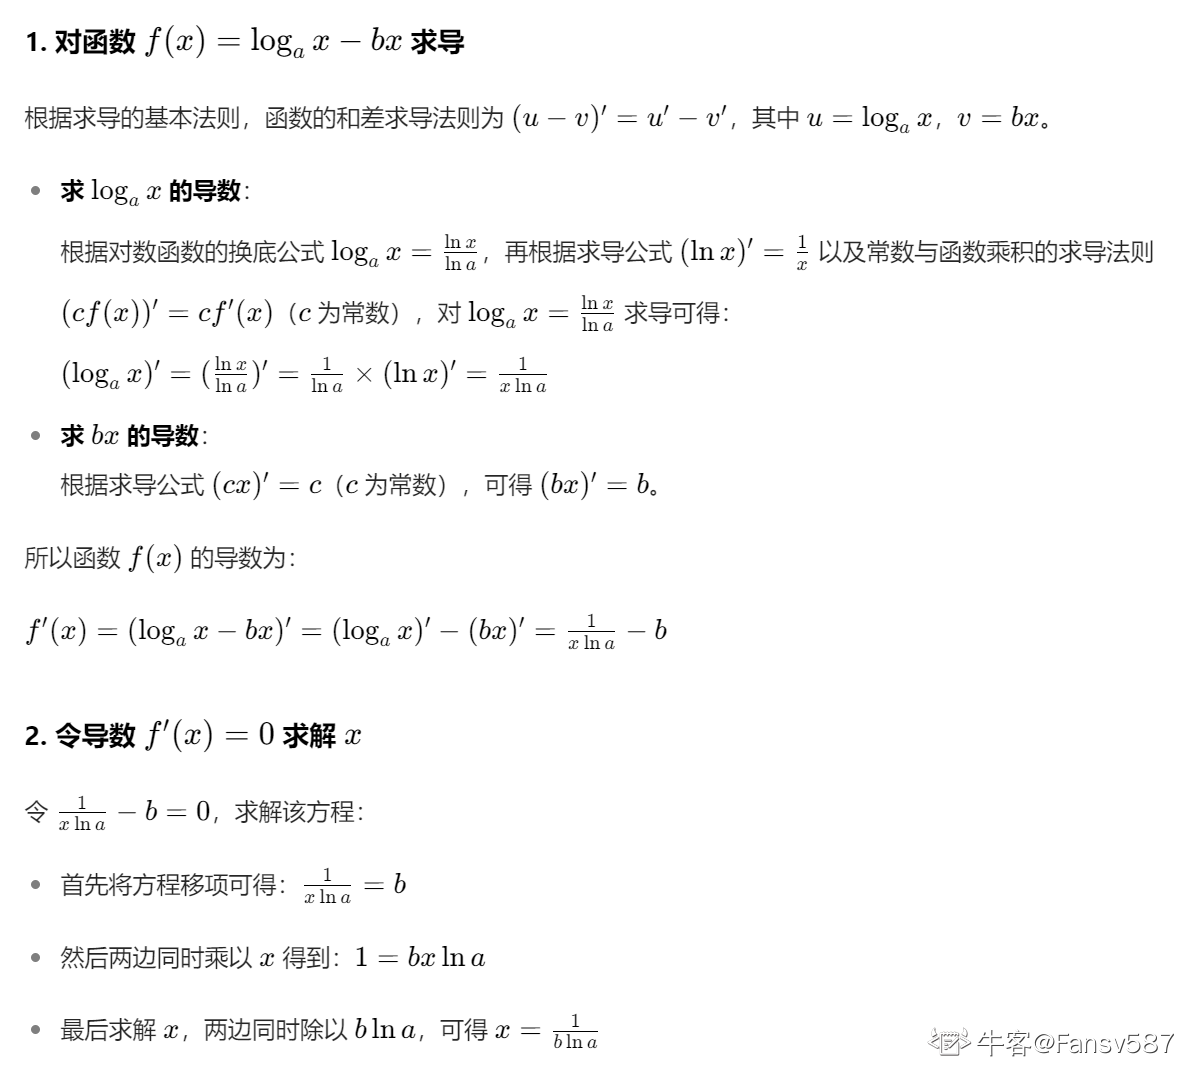 1. 对函数 f(x) = logₐ x − bx 求导
根据求导的基本法则，函数的和差求导法则为 (u − v)′ = u′ − v′，其中 u = logₐ x，v = bx。
• 求 logₐ x 的导数：
根据对数函数的换底公式 logₐ x = \frac{ln x}{ln a}，再根据求导公式 (ln x)′ = \frac{1}{x} 以及常数与函数乘积的求导法则
(cf(x))′ = cf′(x)（c 为常数），对 logₐ x = \frac{ln x}{ln a} 求导可得：
(logₐ x)′ = (\frac{ln x}{ln a})′ = \frac{1}{ln a} × (ln x)′ = \frac{1}{x ln a}
• 求 bx 的导数：
根据求导公式 (cx)′ = c（c 为常数），可得 (bx)′ = b。
所以函数 f(x) 的导数为：
f′(x) = (logₐ x − bx)′ = (logₐ x)′ − (bx)′ = \frac{1}{x ln a} − b
2. 令导数 f′(x) = 0 求解 x
令 \frac{1}{x ln a} − b = 0，求解该方程：
• 首先将方程移项可得：\frac{1}{x ln a} = b
• 然后两边同时乘以 x 得到：1 = bx ln a
• 最后求解 x，两边同时除以 b ln a，可得 x = \frac{1}{b ln a}
牛客@Fansv587